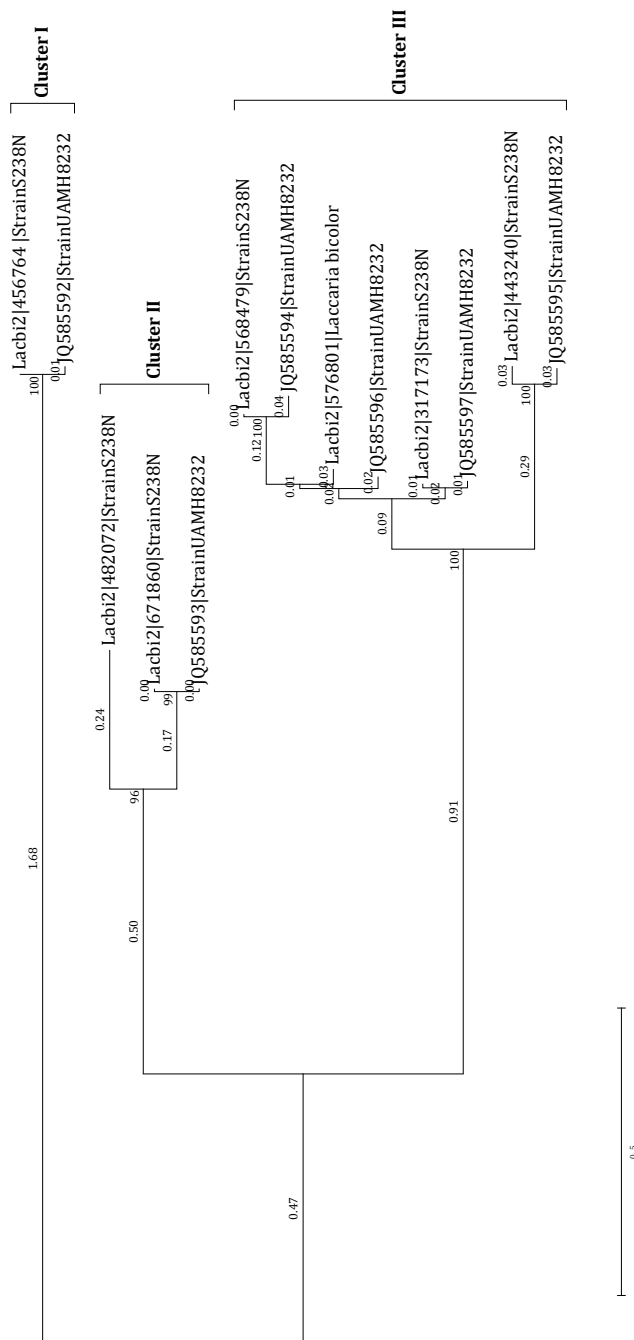 Cluster I
Lacbi2|456764 |StrainS238N
100
0.01
JQ585592|StrainUAMH8232
1.68
Cluster II
Lacbi2|482072|StrainS238N
0.24
Lacbi2|671860|StrainS238N
0.00
99
JQ585593|StrainUAMH8232
0.00
0.17
96
0.50
Cluster III
Lacbi2|568479|StrainS238N
0.00
100
0.12
JQ585594|StrainUAMH8232
0.04
0.01
Lacbi2|576801||Laccaria bicolor
0.03
JQ585596|StrainUAMH8232
0.02
Lacbi2|317173|StrainS238N
0.01
0.02
JQ585597|StrainUAMH8232
0.01
0.09
100
Lacbi2|443240|StrainS238N
0.03
100
JQ585595|StrainUAMH8232
0.03
0.29
0.91
0.47